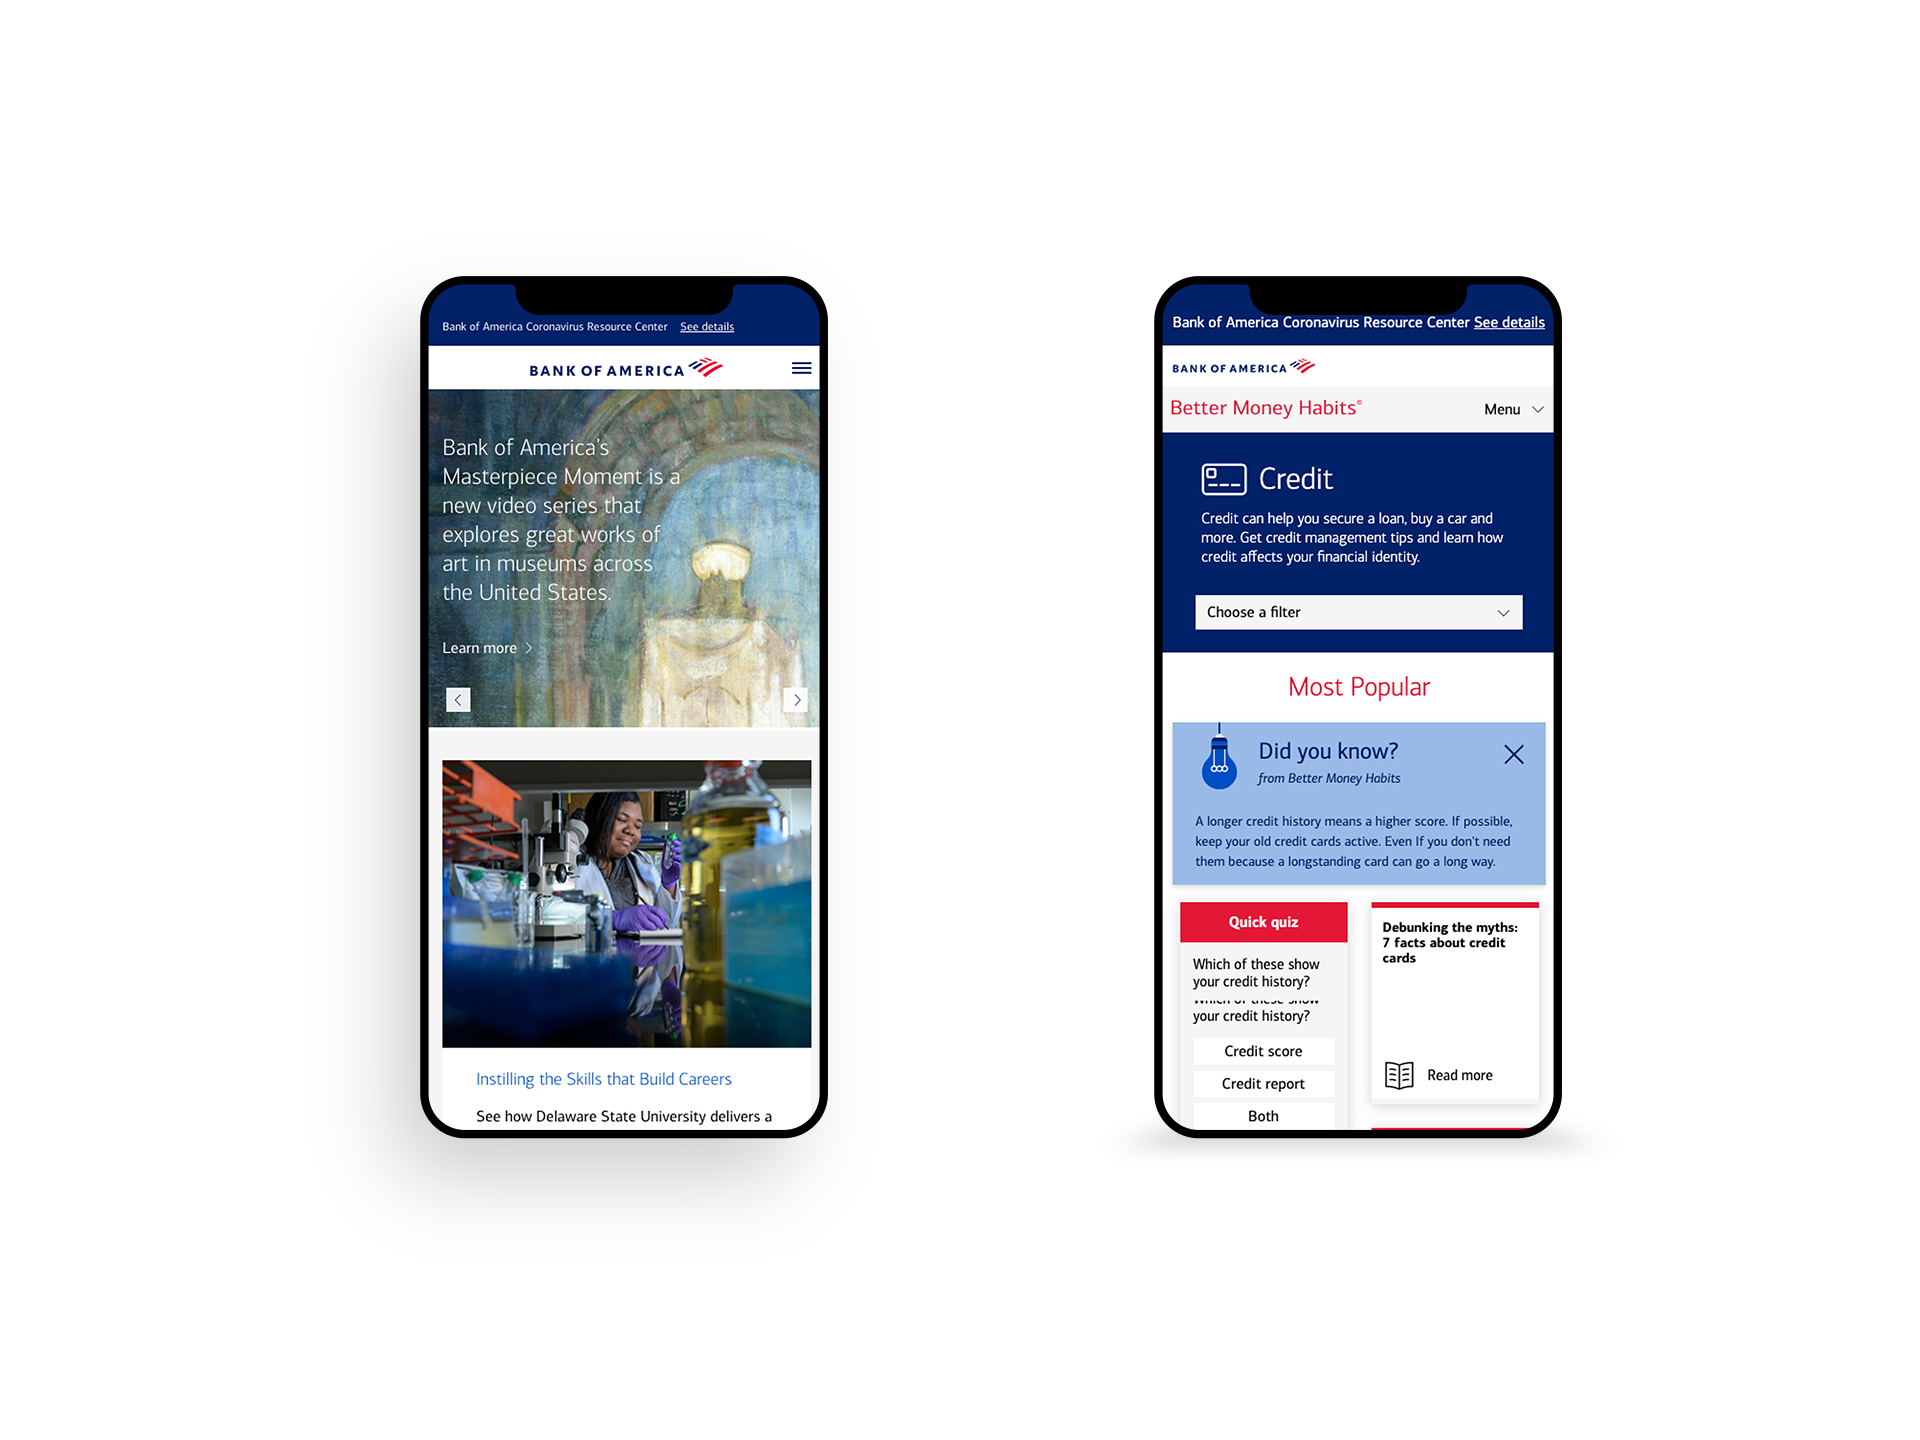 Bank of America Coronavirus Resource Center See details
BANK OF AMERICA
Bank of America's
Masterpiece Moment is a
new video series that
explores great works of
art in museums across
the United States.
Learn more
Instilling the Skills that Build Careers
See how Delaware State University delivers a
Bank of America Coronavirus Resource Center See details
BANK OF AMERICA
Better Money Habits®
Menu
Credit
Credit can help you secure a loan, buy a car and
more. Get credit management tips and learn how
credit affects your financial identity.
Choose a filter
Most Popular
Did you know?
from Better Money Habits
A longer credit history means a higher score. If possible,
keep your old credit cards active. Even If you don't need
them because a longstanding card can go a long way.
Quick quiz
Which of these show
your credit history?
Which of these show
your credit history?
Credit score
Credit report
Both
Debunking the myths:
7 facts about credit
cards
Read more